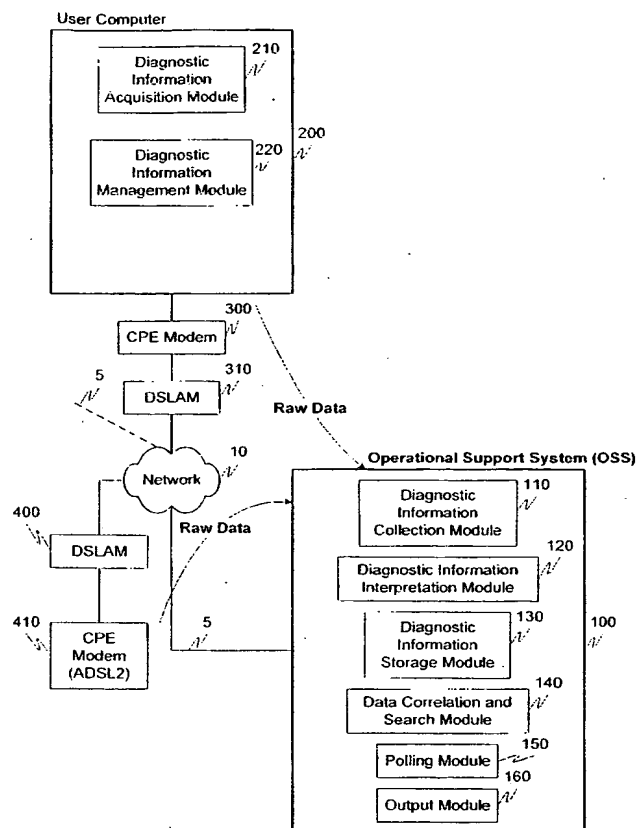 User Computer
210
Diagnostic
Information
Acquisition Module
220
Diagnostic
Information
Management Module
200
300
CPE Modem
310
DSLAM
5
Raw Data
10
Network
Operational Support System (OSS)
Raw Data
400
DSLAM
410
CPE
Modem
(ADSL2)
5
110
Diagnostic
Information
Collection Module
120
Diagnostic Information
Interpretation Module
130
Diagnostic
Information
Storage Module
100
140
Data Correlation and
Search Module
150
Polling Module
160
Output Module